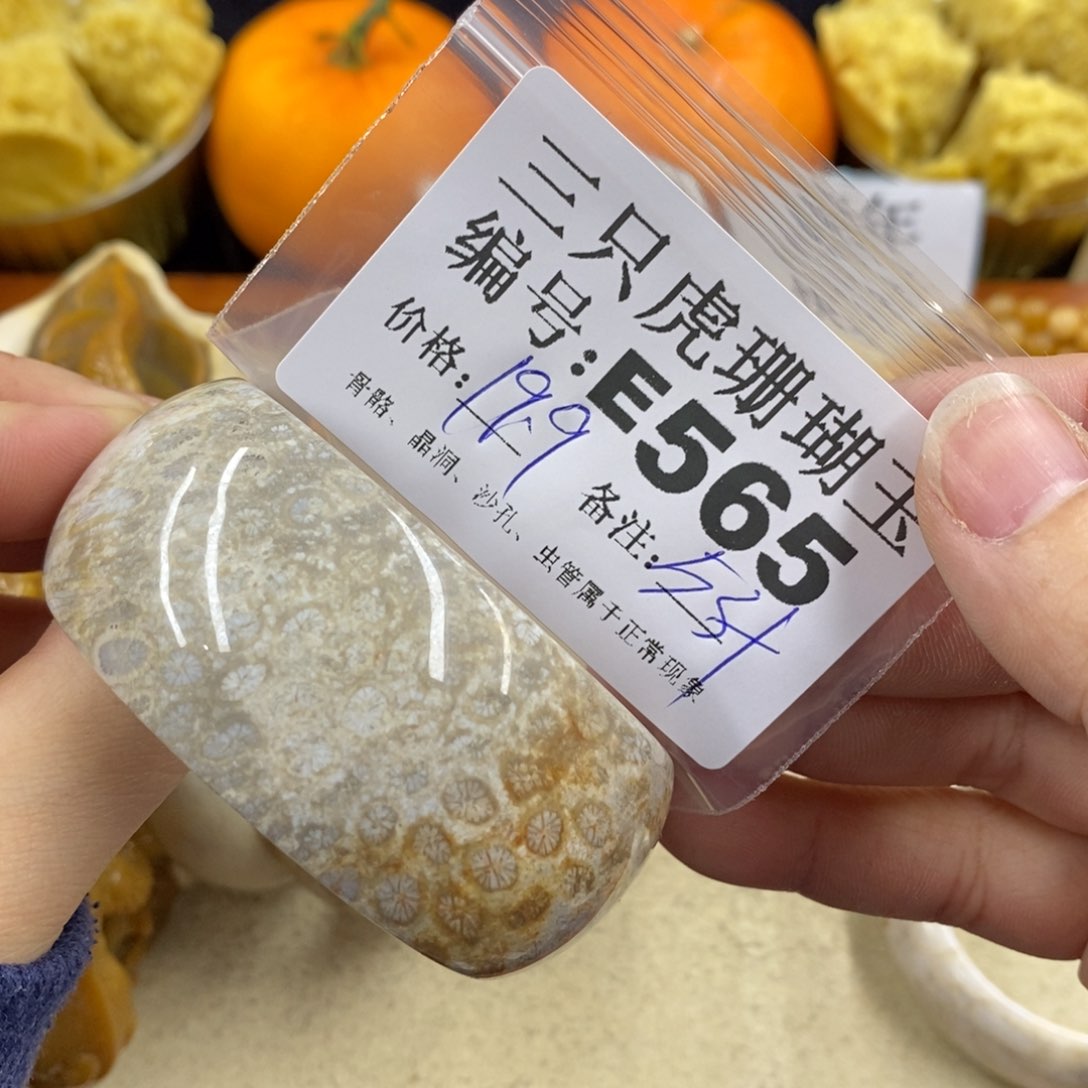 三只虎珊瑚玉
编号:E565
价格:199 备注:534
骨骼、晶洞、沙孔、虫管属于正常现象